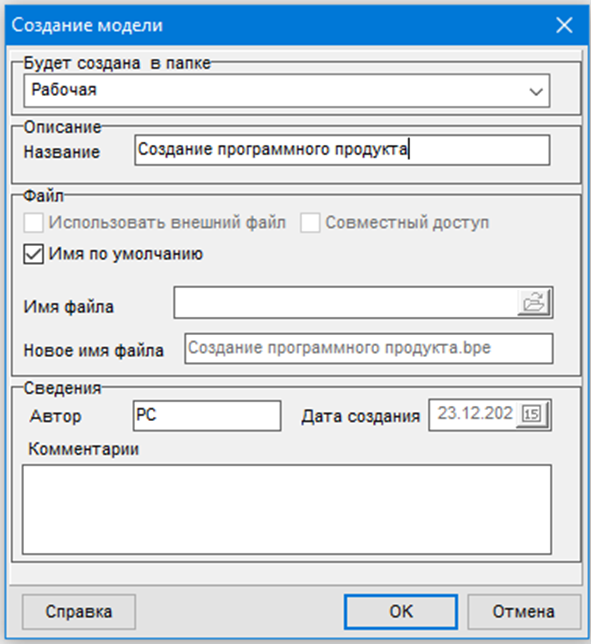 Создание модели
Будет создана в папке
Рабочая
Описание
Название Создание программного продукта
Файл
Использовать внешний файл Совместный доступ
Имя по умолчанию
Имя файла
Новое имя файла Создание программного продукта.bpe
Сведения
Автор PC Дата создания 23.12.202 15
Комментарии
Справка OK Отмена